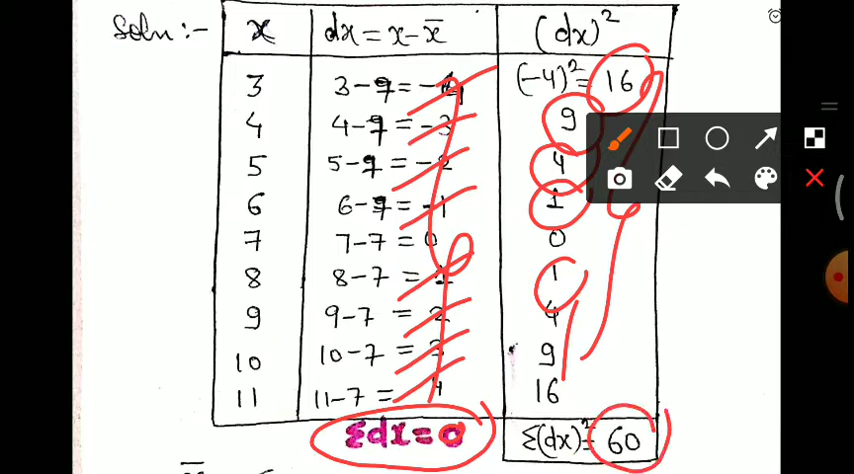 Soln :- x dx = x - x̄ (dx)²
3 3-7 = -4 (-4)² = 16
4 4-7 = -3 9
5 5-7 = -2 4
6 6-7 = -1 1
7 7-7 = 0 0
8 8-7 = 1 1
9 9-7 = 2 4
10 10-7 = 3 9
11 11-7 = 4 16
Σdx = 0 Σ(dx)² = 60